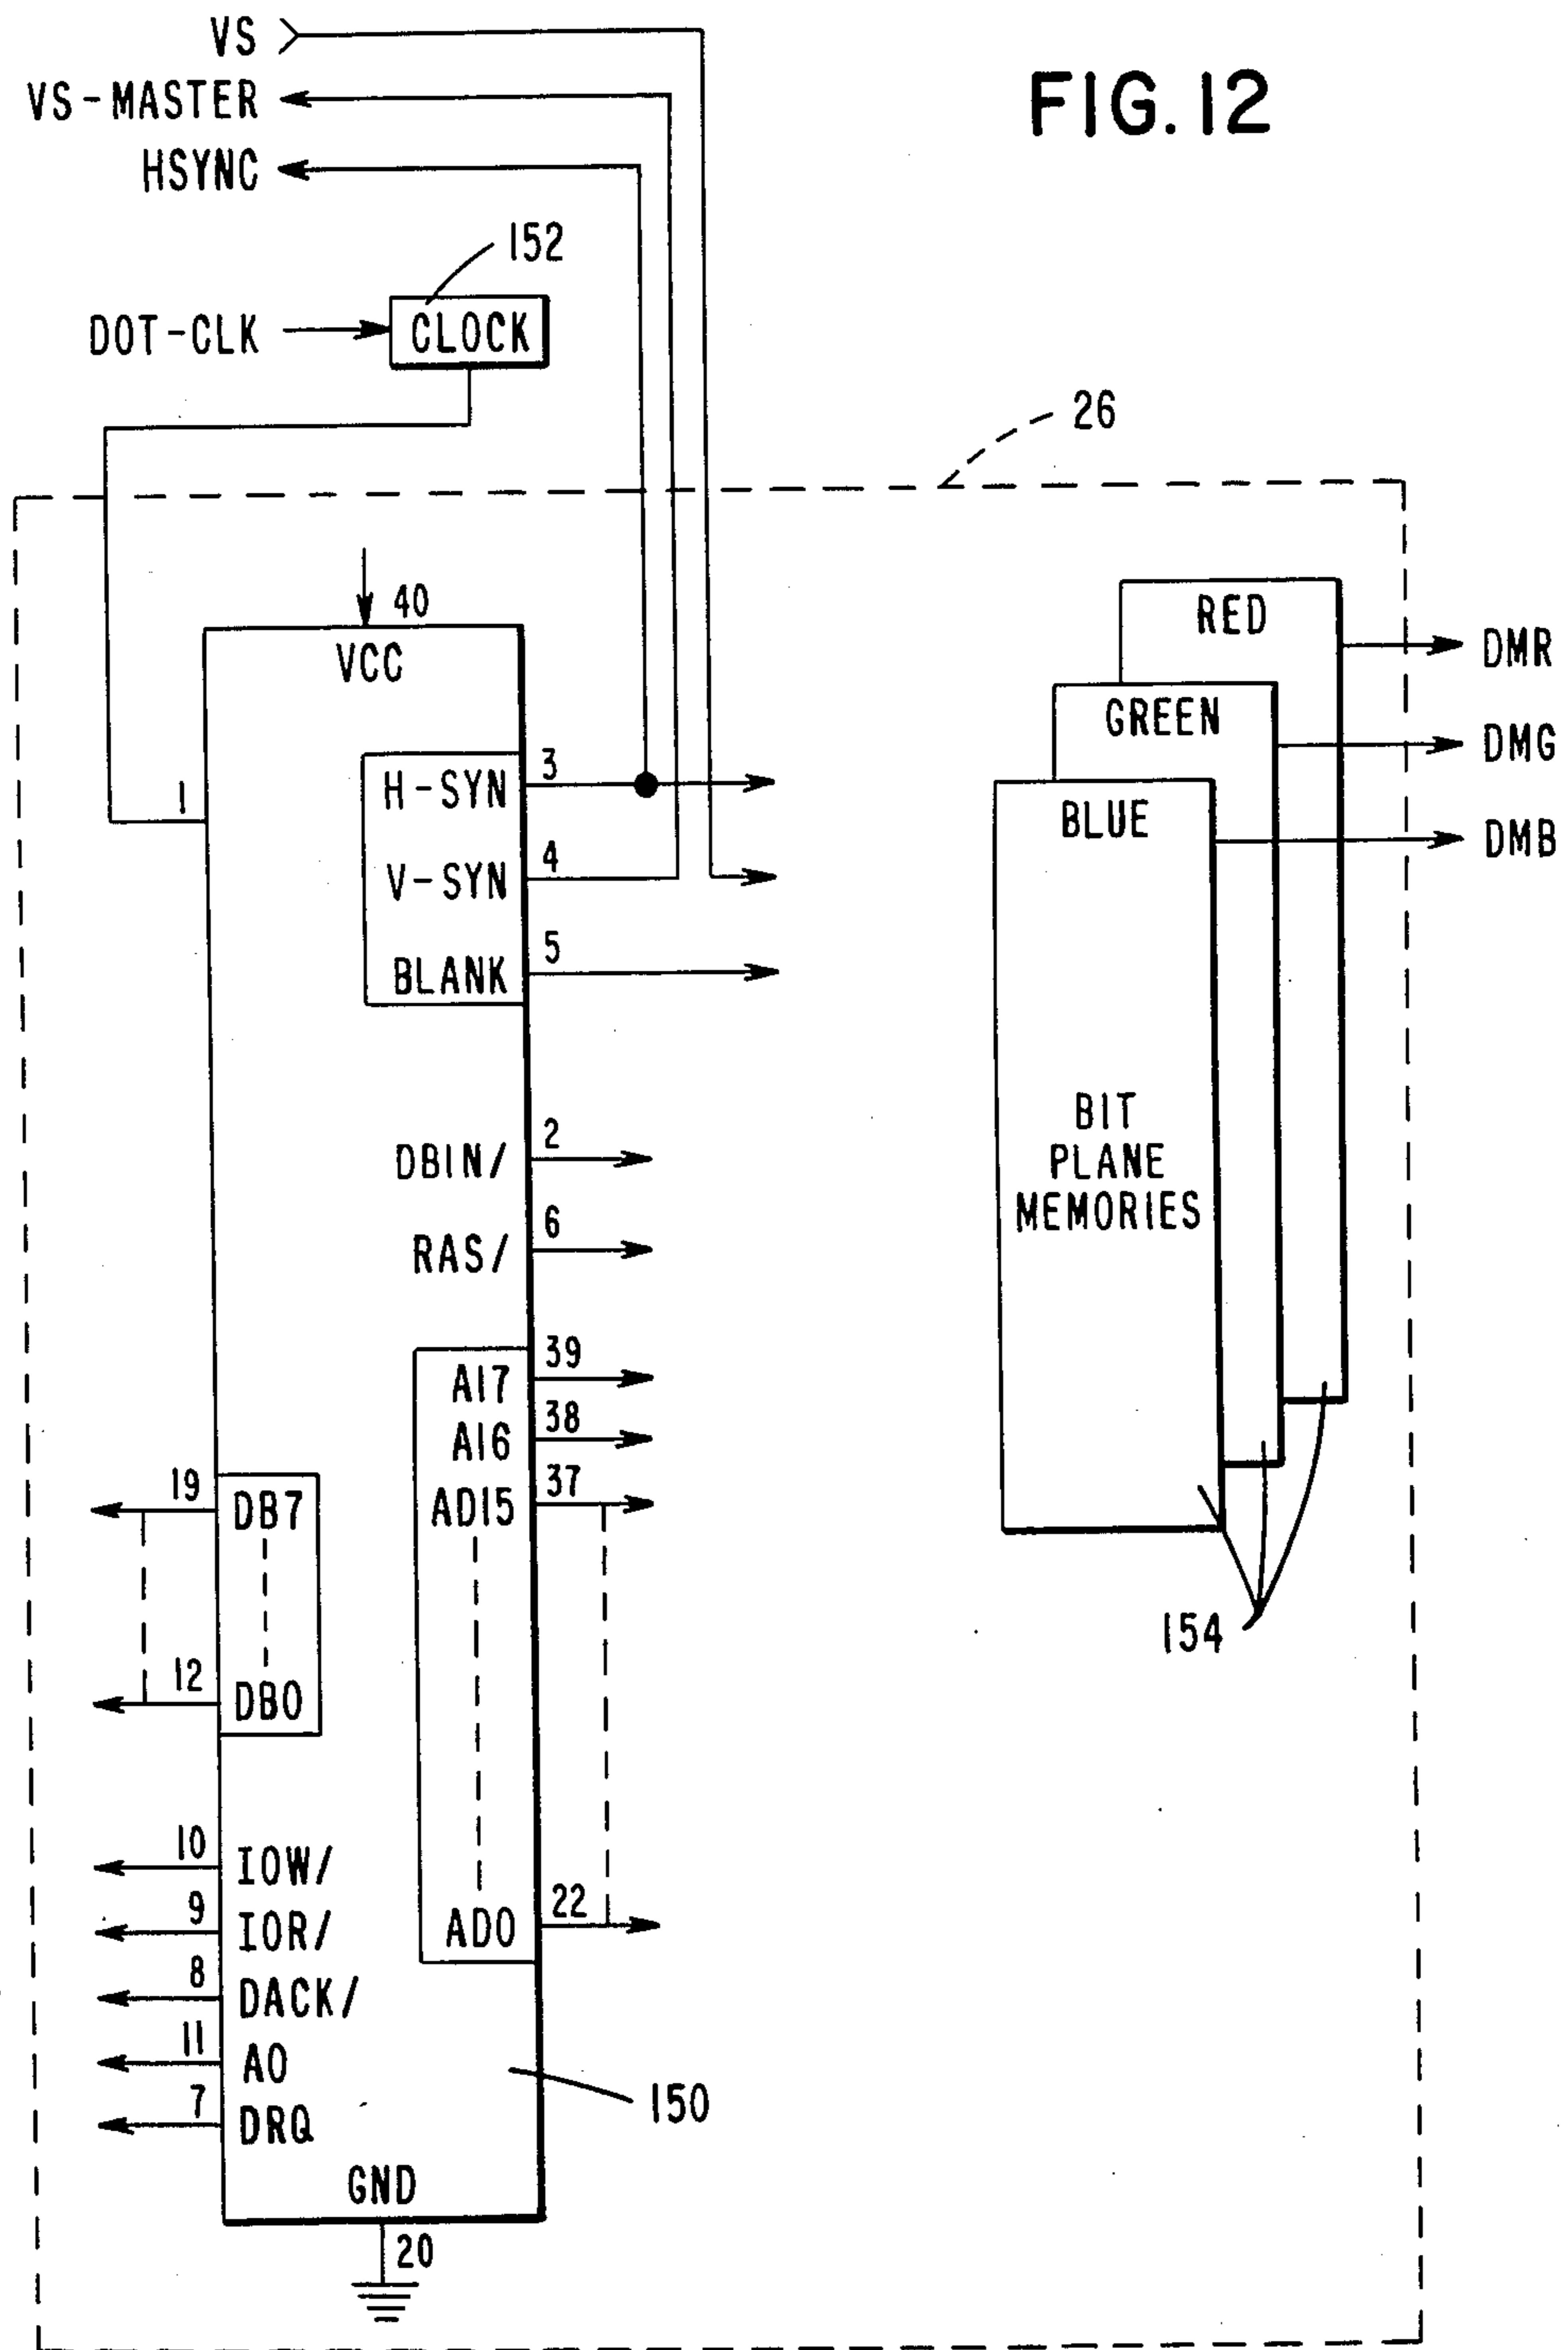 VS
FIG. 12
VS-MASTER
HSYNC
152
DOT-CLK
CLOCK
26
40
VCC
RED
DMR
GREEN
DMG
1
3
H-SYN
BLUE
DMB
4
V-SYN
5
BLANK
BIT
PLANE
MEMORIES
2
DBIN/
6
RAS/
39
A17
38
A16
37
AD15
19
DB7
12
DB0
154
10
IOW/
9
IOR/
22
AD0
8
DACK/
11
A0
7
DRQ
150
GND
20